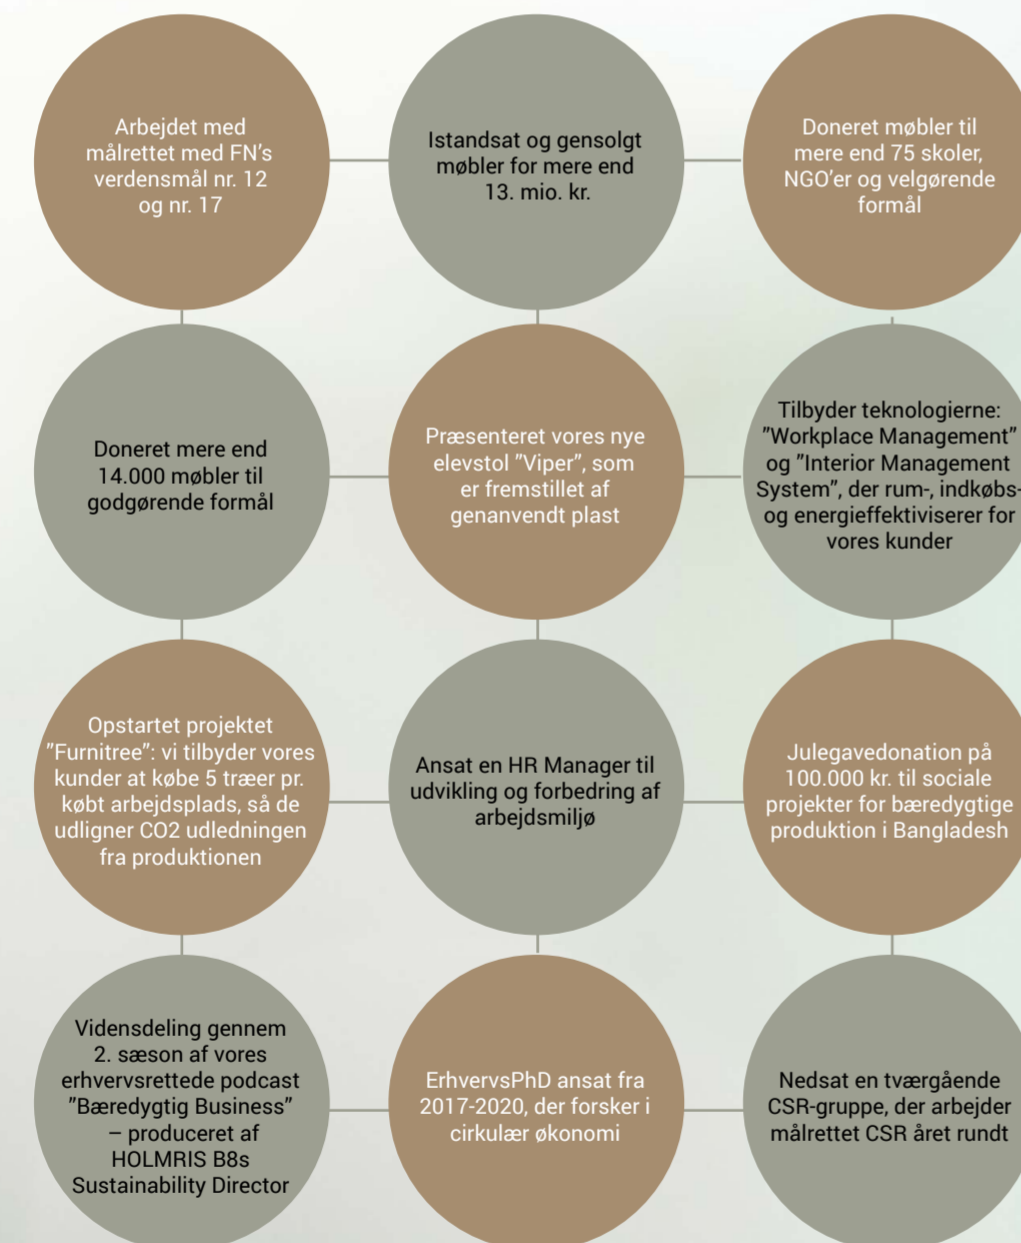 Arbejdet med
målrettet med FN's
verdensmål nr. 12
og nr. 17
Istandsat og gensolgt
møbler for mere end
13. mio. kr.
Doneret møbler til
mere end 75 skoler,
NGO'er og velgørende
formål
Doneret mere end
14.000 møbler til
godgørende formål
Præsenteret vores nye
elevstol ”Viper”, som
er fremstillet af
genanvendt plast
Tilbyder teknologierne:
”Workplace Management”
og ”Interior Management
System”, der rum-, indkøbs-
og energieffektiviserer for
vores kunder
Opstartet projektet
”Furnitree”: vi tilbyder vores
kunder at købe 5 træer pr.
købt arbejdsplads, så de
udligner CO2 udledningen
fra produktionen
Ansat en HR Manager til
udvikling og forbedring af
arbejdsmiljø
Julegavedonation på
100.000 kr. til sociale
projekter for bæredygtige
produktion i Bangladesh
Vidensdeling gennem
2. sæson af vores
erhvervsrettede podcast
”Bæredygtig Business”
– produceret af
HOLMRIS B8s
Sustainability Director
ErhvervsPhD ansat fra
2017-2020, der forsker i
cirkulær økonomi
Nedsat en tværgående
CSR-gruppe, der arbejder
målrettet CSR året rundt